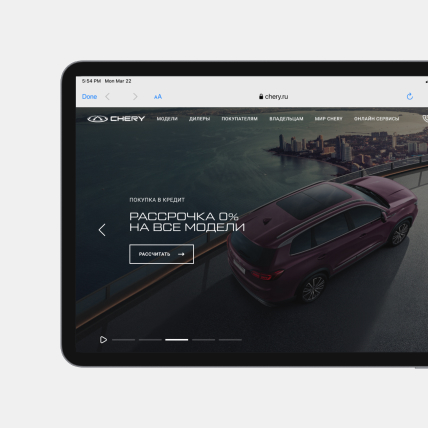 5:54 PM Mon Mar 22
Done
AA
chery.ru
CHERY
МОДЕЛИ ДИЛЕРЫ ПОКУПАТЕЛЯМ ВЛАДЕЛЬЦАМ МИР CHERY ОНЛАЙН СЕРВИСЫ
ПОКУПКА В КРЕДИТ
РАССРОЧКА 0%
НА ВСЕ МОДЕЛИ
РАССЧИТАТЬ